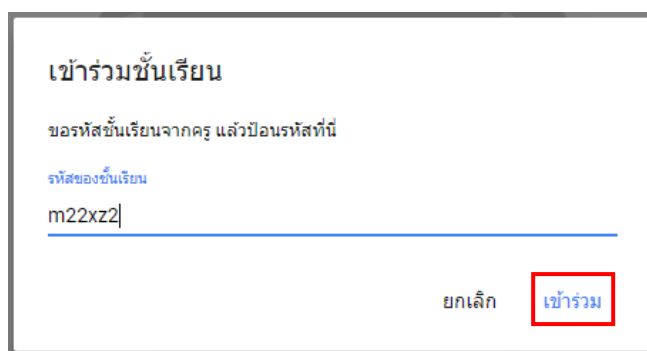 เข้าร่วมชั้นเรียน
ขอรหัสชั้นเรียนจากครู แล้วป้อนรหัสที่นี่
รหัสของชั้นเรียน
m22xz2
ยกเลิก เข้าร่วม